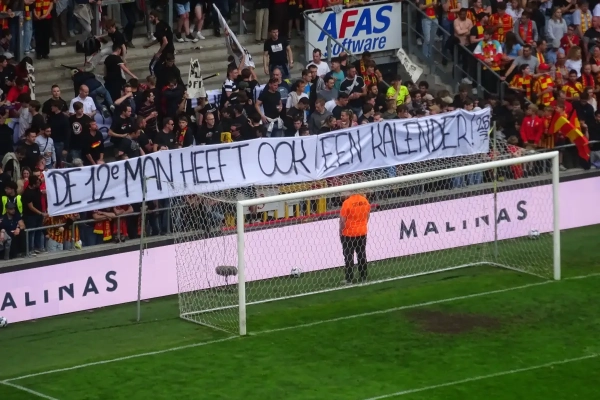 AFAS
software
DE 12e MAN HEEFT OOK EEN KALENDER!
MALINAS
MALINAS